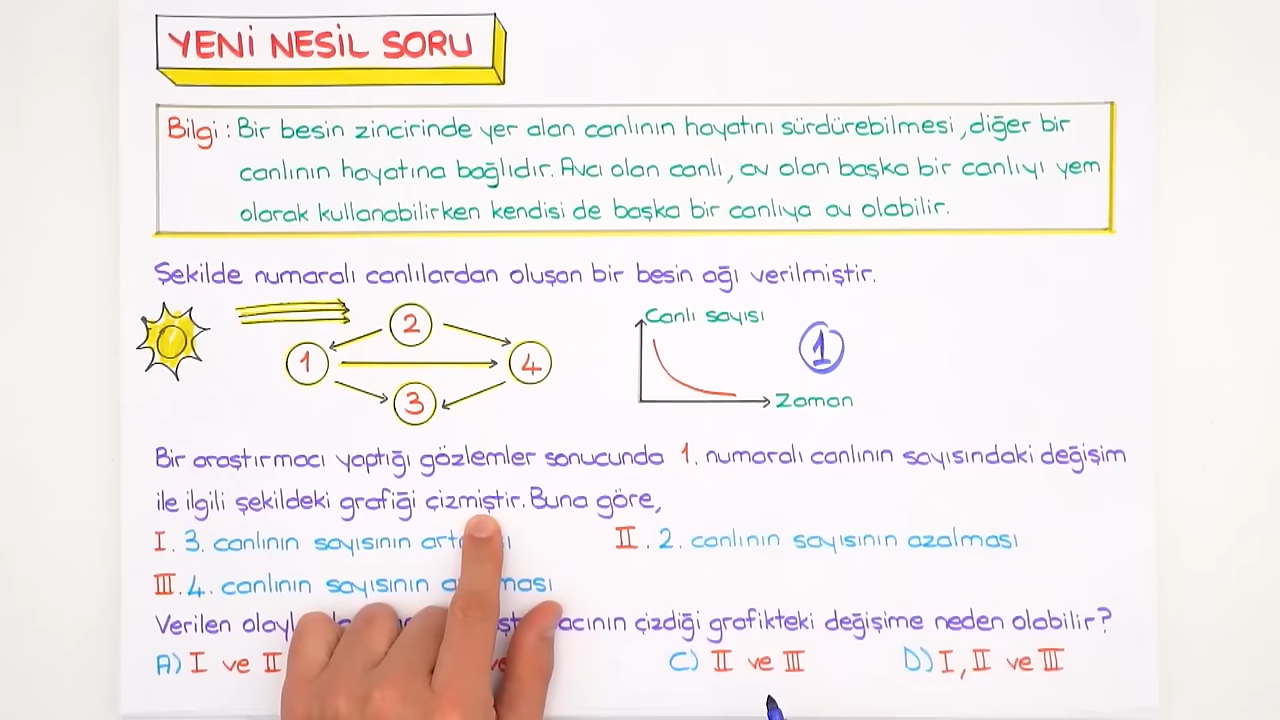 YENİ NESİL SORU
Bilgi : Bir besin zincirinde yer alan canlının hayatını sürdürebilmesi, diğer bir
canlının hayatına bağlıdır. Avcı olan canlı, av olan başka bir canlıyı yem
olarak kullanabilirken kendisi de başka bir canlıya av olabilir.
Şekilde numaralı canlılardan oluşan bir besin ağı verilmiştir.
2
1
4
3
Canlı sayısı
1
Zaman
Bir araştırmacı yaptığı gözlemler sonucunda 1. numaralı canlının sayısındaki değişim
ile ilgili şekildeki grafiği çizmiştir. Buna göre,
I. 3. canlının sayısının
II. 2. canlının sayısının azalması
III. 4. canlının sayısının
Verilen değişime çizdiği grafikteki neden olabilir?
A) I ve II
C) II ve III
D) I, II ve III